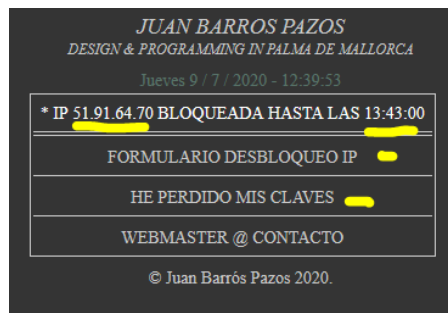 JUAN BARROS PAZOS
DESIGN & PROGRAMMING IN PALMA DE MALLORCA
Jueves 9 / 7 / 2020 - 12:39:53
* IP 51.91.64.70 BLOQUEADA HASTA LAS 13:43:00
FORMULARIO DESBLOQUEO IP
HE PERDIDO MIS CLAVES
WEBMASTER @ CONTACTO
© Juan Barrós Pazos 2020.